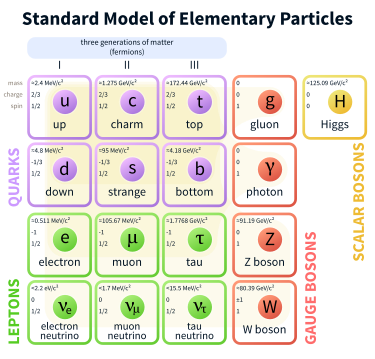 Standard Model of Elementary Particles
three generations of matter
(fermions)
I II III
mass ≃2.4 MeV/c² ≃1.275 GeV/c² ≃172.44 GeV/c² 0 ≃125.09 GeV/c²
charge 2/3 2/3 2/3 0 0
spin 1/2 1/2 1/2 1 0
u c t g H
up charm top gluon Higgs
QUARKS
≃4.8 MeV/c² ≃95 MeV/c² ≃4.18 GeV/c² 0
-1/3 -1/3 -1/3 0
1/2 1/2 1/2 1
d s b γ
down strange bottom photon
SCALAR BOSONS
≃0.511 MeV/c² ≃105.67 MeV/c² ≃1.7768 GeV/c² ≃91.19 GeV/c²
-1 -1 -1 0
1/2 1/2 1/2 1
e μ τ Z
electron muon tau Z boson
LEPTONS
GAUGE BOSONS
<2.2 eV/c² <1.7 MeV/c² <15.5 MeV/c² ≃80.39 GeV/c²
0 0 0 ±1
1/2 1/2 1/2 1
νe νμ ντ W
electron muon tau W boson
neutrino neutrino neutrino